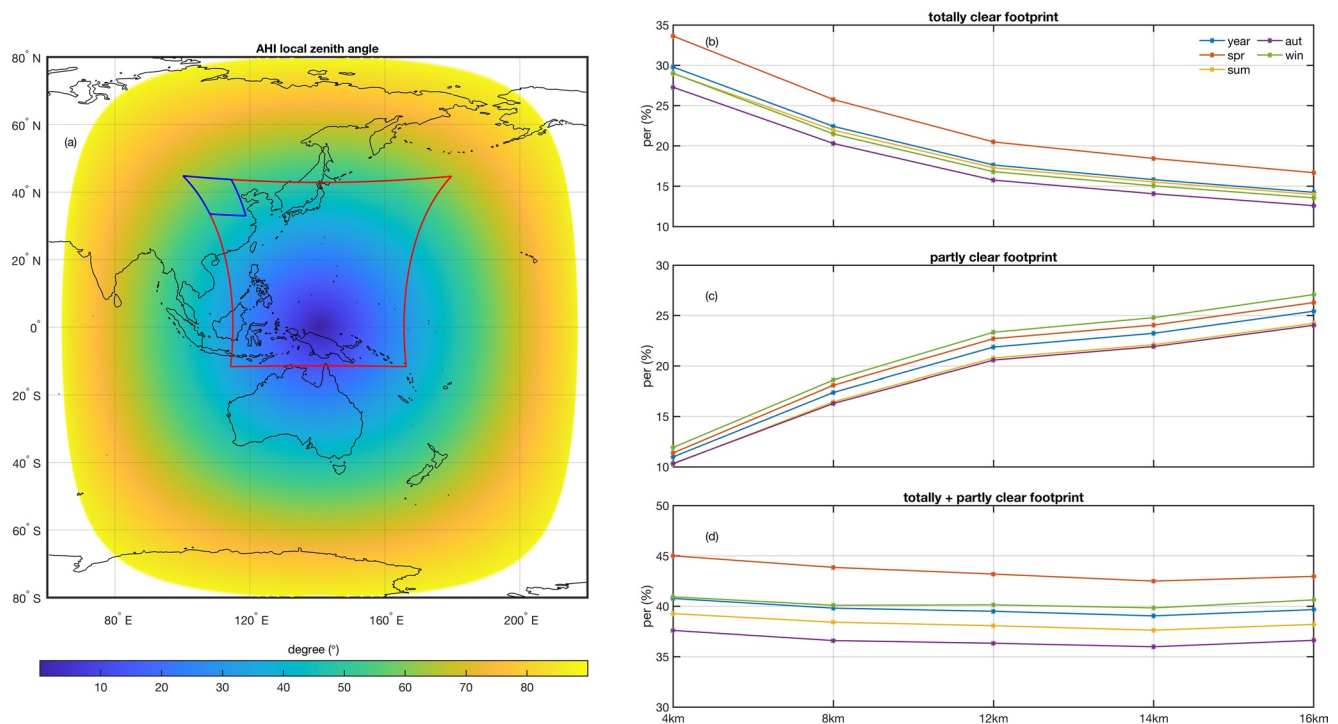 AHI local zenith angle
80° N
60° N
40° N
20° N
0°
20° S
40° S
60° S
80° S
(a)
80° E
120° E
160° E
200° E
degree (°)
10 20 30 40 50 60 70 80
totally clear footprint
(b)
per (%)
35
30
25
20
15
10
year
spr
sum
aut
win
partly clear footprint
(c)
per (%)
30
25
20
15
10
totally + partly clear footprint
(d)
per (%)
50
45
40
35
30
4km 8km 12km 14km 16km